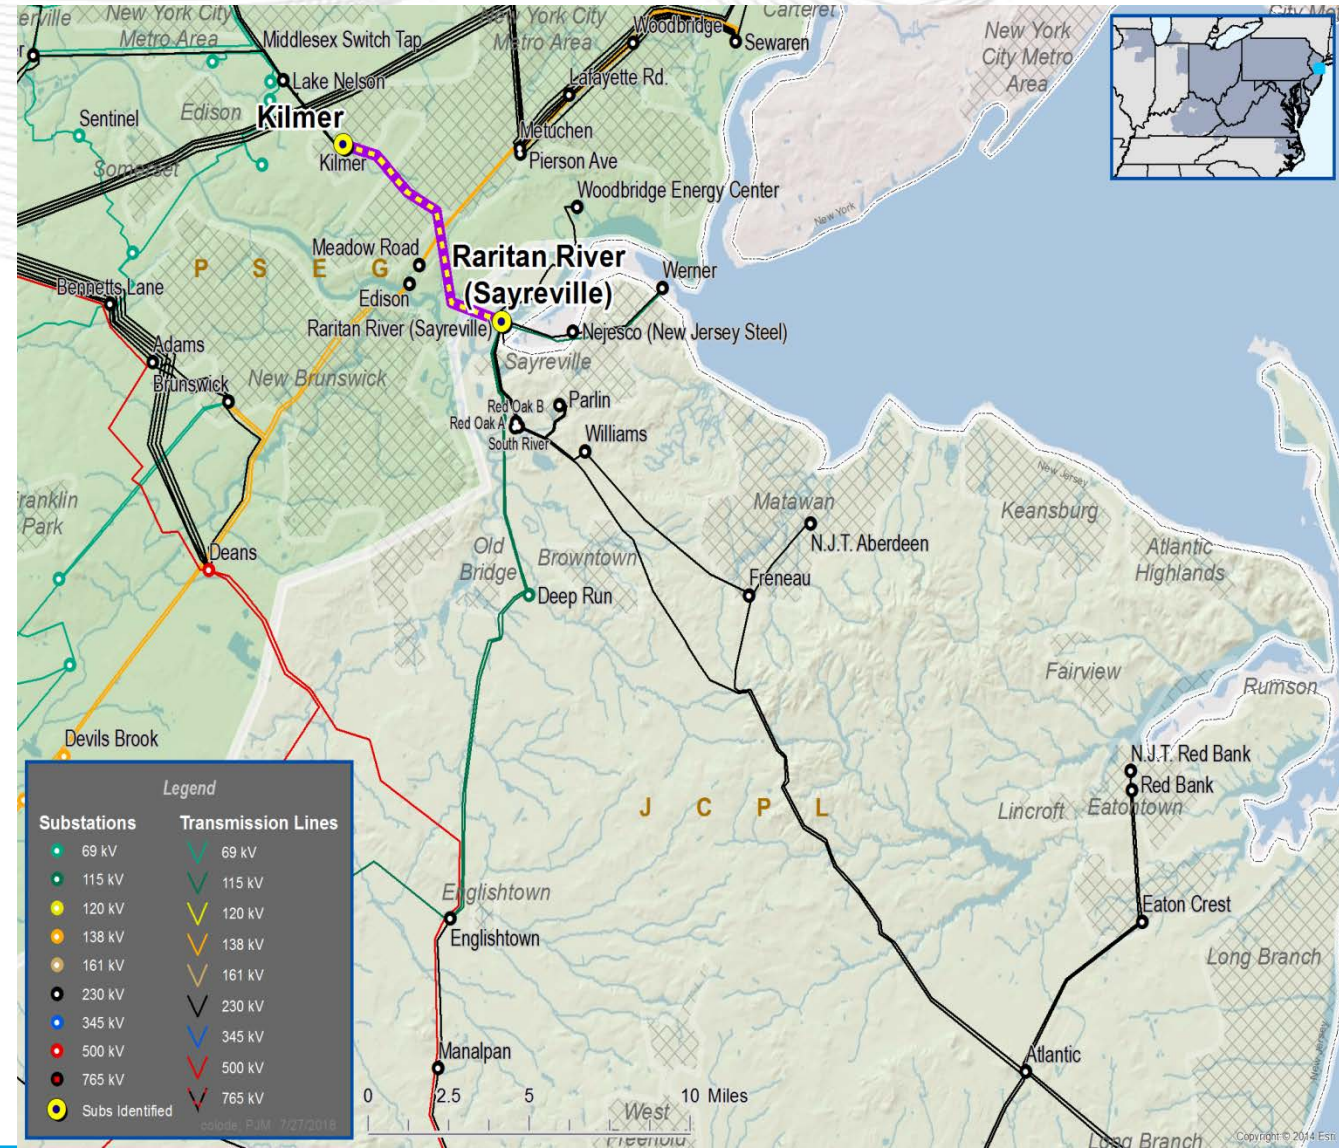 New York City
Metro Area
Middlesex Switch Tap
Lake Nelson
Edison
Sentinel
Somerset
Kilmer
Kilmer
New York City
Metro Area
Woodbridge
Carteret
Sewaren
Lafayette Rd.
Metuchen
Pierson Ave
Woodbridge Energy Center
New York
City Metro
Area
New York
P S E G
Meadow Road
Edison
Raritan River
(Sayreville)
Raritan River (Sayreville)
Werner
Nejesco (New Jersey Steel)
Sayreville
Bennetts Lane
Adams
Brunswick
New Brunswick
Red Oak B
Red Oak A
South River
Parlin
Williams
Franklin
Park
Deans
Old
Bridge
Browntown
Deep Run
Matawan
N.J.T. Aberdeen
Freneau
New Jersey
Keansburg
Atlantic
Highlands
Fairview
Rumson
Devils Brook
J C P L
N.J.T. Red Bank
Red Bank
Lincroft
Eatontown
Eaton Crest
Long Branch
Englishtown
Englishtown
Manalpan
Atlantic
West
Freehold
Long Branch
New Jersey
Legend
Substations
69 kV
115 kV
120 kV
138 kV
161 kV
230 kV
345 kV
500 kV
765 kV
Subs Identified
Transmission Lines
69 kV
115 kV
120 kV
138 kV
161 kV
230 kV
345 kV
500 kV
765 kV
colode, PJM 7/27/2018
0 2.5 5 10 Miles
Copyright © 2014 Esri